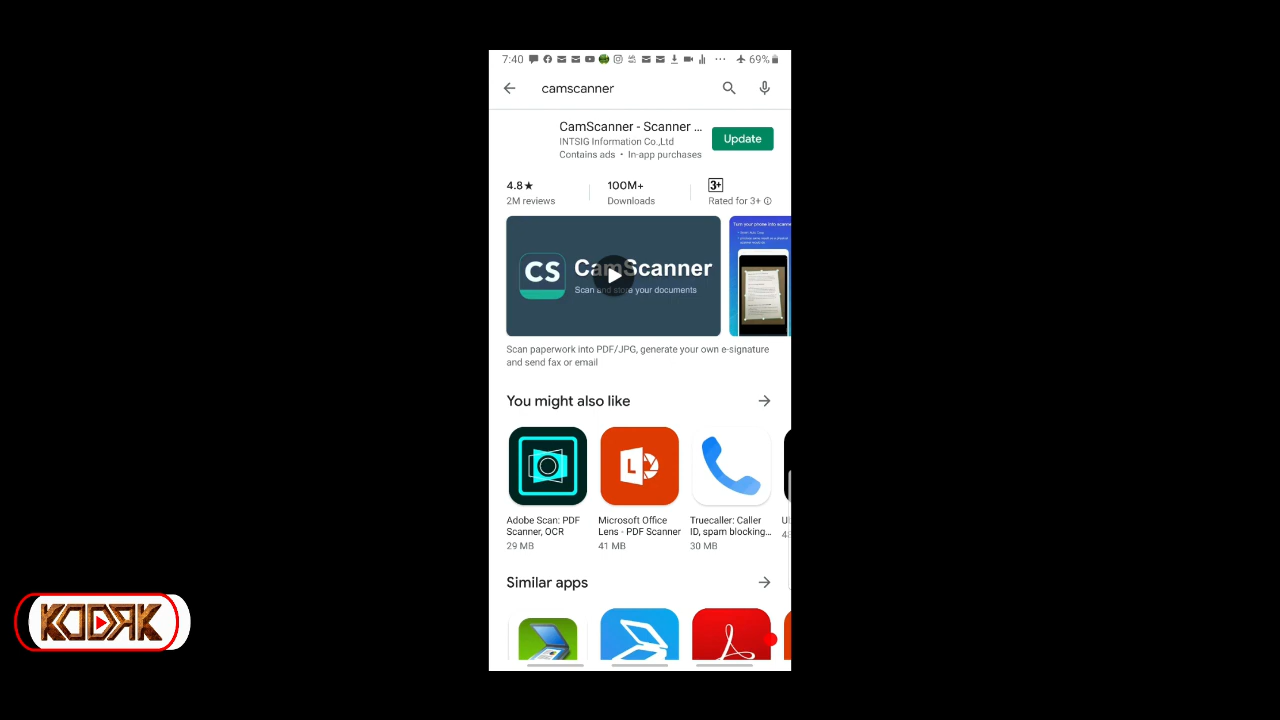 7:40
69%
camscanner
CamScanner - Scanner ...
INTSIG Information Co.,Ltd
Contains ads • In-app purchases
Update
4.8★
100M+
3+
2M reviews
Downloads
Rated for 3+
Turn your phone into scanner
CS
CamScanner
Scan and store your documents
Scan paperwork into PDF/JPG, generate your own e-signature
and send fax or email
You might also like
L
Adobe Scan: PDF
Scanner, OCR
29 MB
Microsoft Office
Lens - PDF Scanner
41 MB
Truecaller: Caller
ID, spam blocking...
30 MB
Similar apps
KODRK